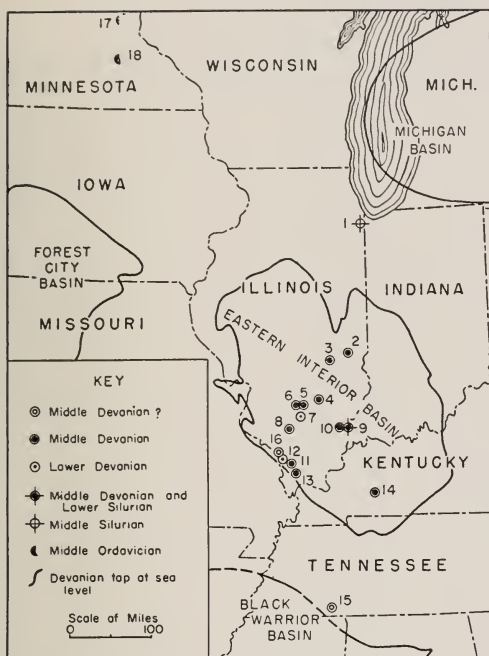 17
18
MINNESOTA
WISCONSIN
MICH.
MICHIGAN
BASIN
IOWA
1
FOREST
CITY
BASIN
ILLINOIS
INDIANA
MISSOURI
EASTERN INTERIOR BASIN
3
2
6
5
4
7
8
10
9
16
12
11
13
KENTUCKY
14
TENNESSEE
15
BLACK
WARRIOR
BASIN
KEY
Middle Devonian ?
Middle Devonian
Lower Devonian
Middle Devonian and
Lower Silurian
Middle Silurian
Middle Ordovician
Devonian top at sea
level
Scale of Miles
0 100